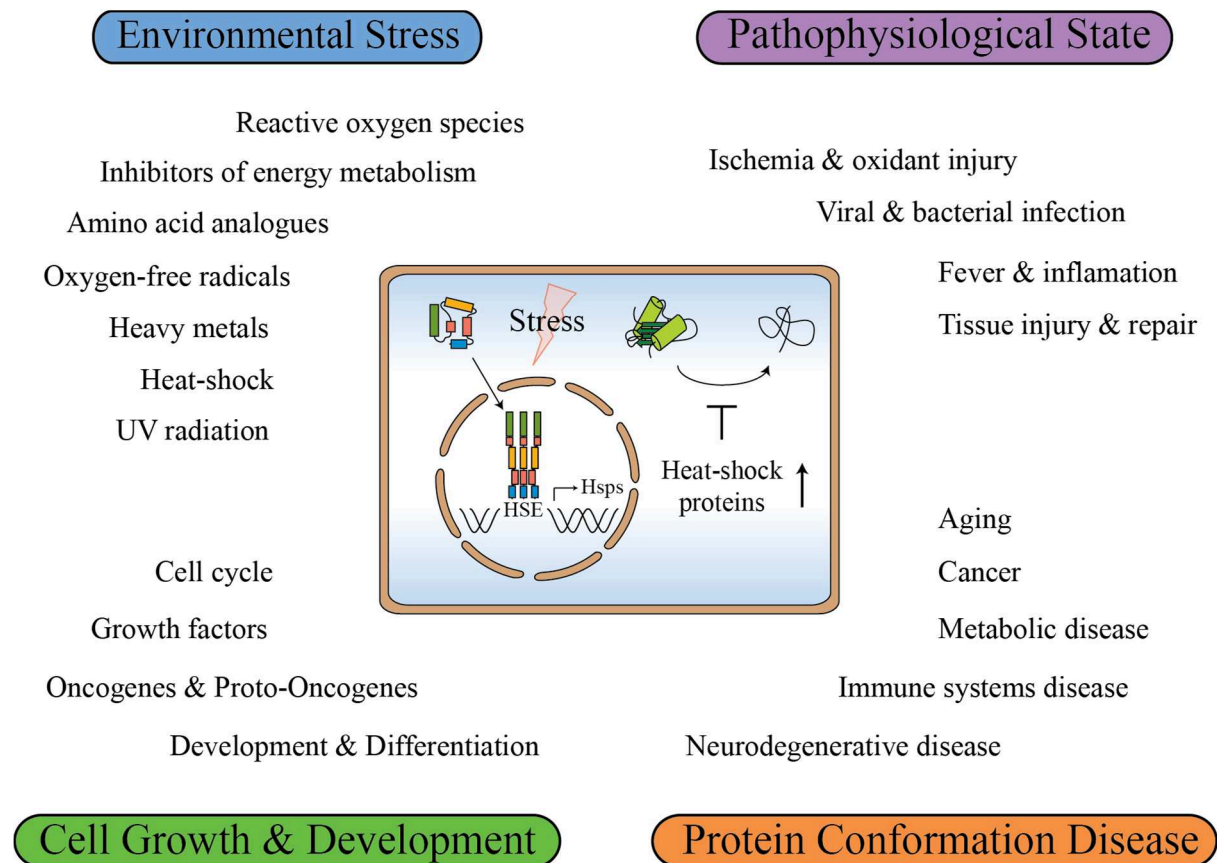 Environmental Stress
Pathophysiological State
Reactive oxygen species
Inhibitors of energy metabolism
Amino acid analogues
Oxygen-free radicals
Heavy metals
Heat-shock
UV radiation
Ischemia & oxidant injury
Viral & bacterial infection
Fever & inflamation
Tissue injury & repair
Stress
Hsps
HSE
Heat-shock
proteins
Cell cycle
Growth factors
Oncogenes & Proto-Oncogenes
Development & Differentiation
Aging
Cancer
Metabolic disease
Immune systems disease
Neurodegenerative disease
Cell Growth & Development
Protein Conformation Disease